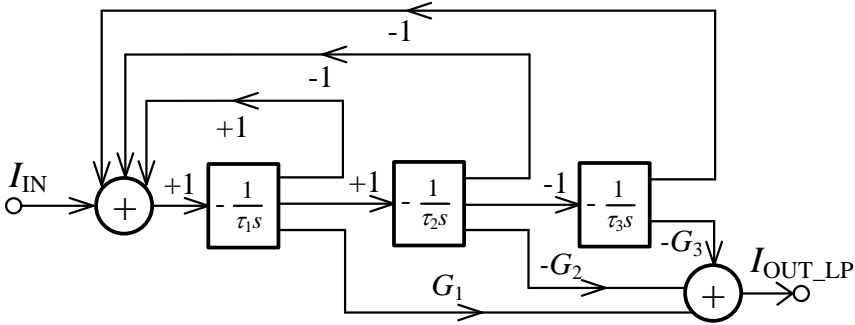 -1
-1
+1
I_IN
+
+1
- 1/τ₁s
+1
- 1/τ₂s
-1
- 1/τ₃s
-G₃
-G₂
G₁
+
I_OUT_LP